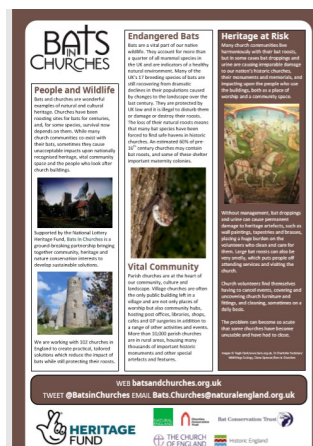 BATS
IN
CHURCHES
People and Wildlife
Bats and churches are wonderful
examples of natural and cultural
heritage. Churches have been
roosting sites for bats for centuries,
and, for some species, survival now
depends on them. While many
church communities co-exist with
their bats, sometimes they cause
unacceptable impacts upon nationally
recognised heritage, vital community
space and the people who look after
church buildings.
Supported by the National Lottery
Heritage Fund, Bats in Churches is a
ground-breaking partnership bringing
together community, heritage and
nature conservation interests to
develop sustainable solutions.
We are working with 102 churches in
England to create practical, tailored
solutions which reduce the impact of
bats while still protecting their roosts.
Endangered Bats
Bats are a vital part of our native
wildlife. They account for more than
a quarter of all mammal species in
the UK and are indicators of a healthy
natural environment. Many of the
UK's 17 breeding species of bats are
still recovering from dramatic
declines in their populations caused
by changes to the landscape over the
last century. They are protected by
UK law and it is illegal to disturb them
or damage or destroy their roosts.
The loss of their natural roosts means
that many bat species have been
forced to find safe havens in historic
churches. An estimated 60% of pre-
16th century churches may contain
bat roosts, and some of these shelter
important maternity colonies.
Vital Community
Parish churches are at the heart of
our community, culture and
landscape. Village churches are often
the only public building left in a
village and are not only places of
worship but also community hubs,
hosting post offices, libraries, shops,
cafes and GP surgeries in addition to
a range of other activities and events.
More than 10,000 parish churches
are in rural areas, housing many
thousands of important historic
monuments and other special
artefacts and features.
Heritage at Risk
Many church communities live
harmoniously with their bat roosts,
but in some cases bat droppings and
urine are causing irreparable damage
to our nation's historic churches,
their monuments and memorials, and
impacting upon the people who use
the buildings, both as a place of
worship and a community space.
Without management, bat droppings
and urine can cause permanent
damage to heritage artefacts, such as
wall paintings, tapestries and brasses,
placing a huge burden on the
volunteers who clean and care for
them. Large bat roosts can also be
very smelly, which puts people off
attending services and visiting the
church.
Church volunteers find themselves
having to cancel events, covering and
uncovering church furniture and
fittings, and cleaning, sometimes on a
daily basis.
The problem can become so acute
that some churches have become
unusable and have had to close.
WEB batsandchurches.org.uk
TWEET @BatsinChurches EMAIL Bats.Churches@naturalengland.org.uk
HERITAGE
FUND
THE CHURCH
OF ENGLAND
Churches
Conservation
Trust
Bat Conservation Trust
Historic England